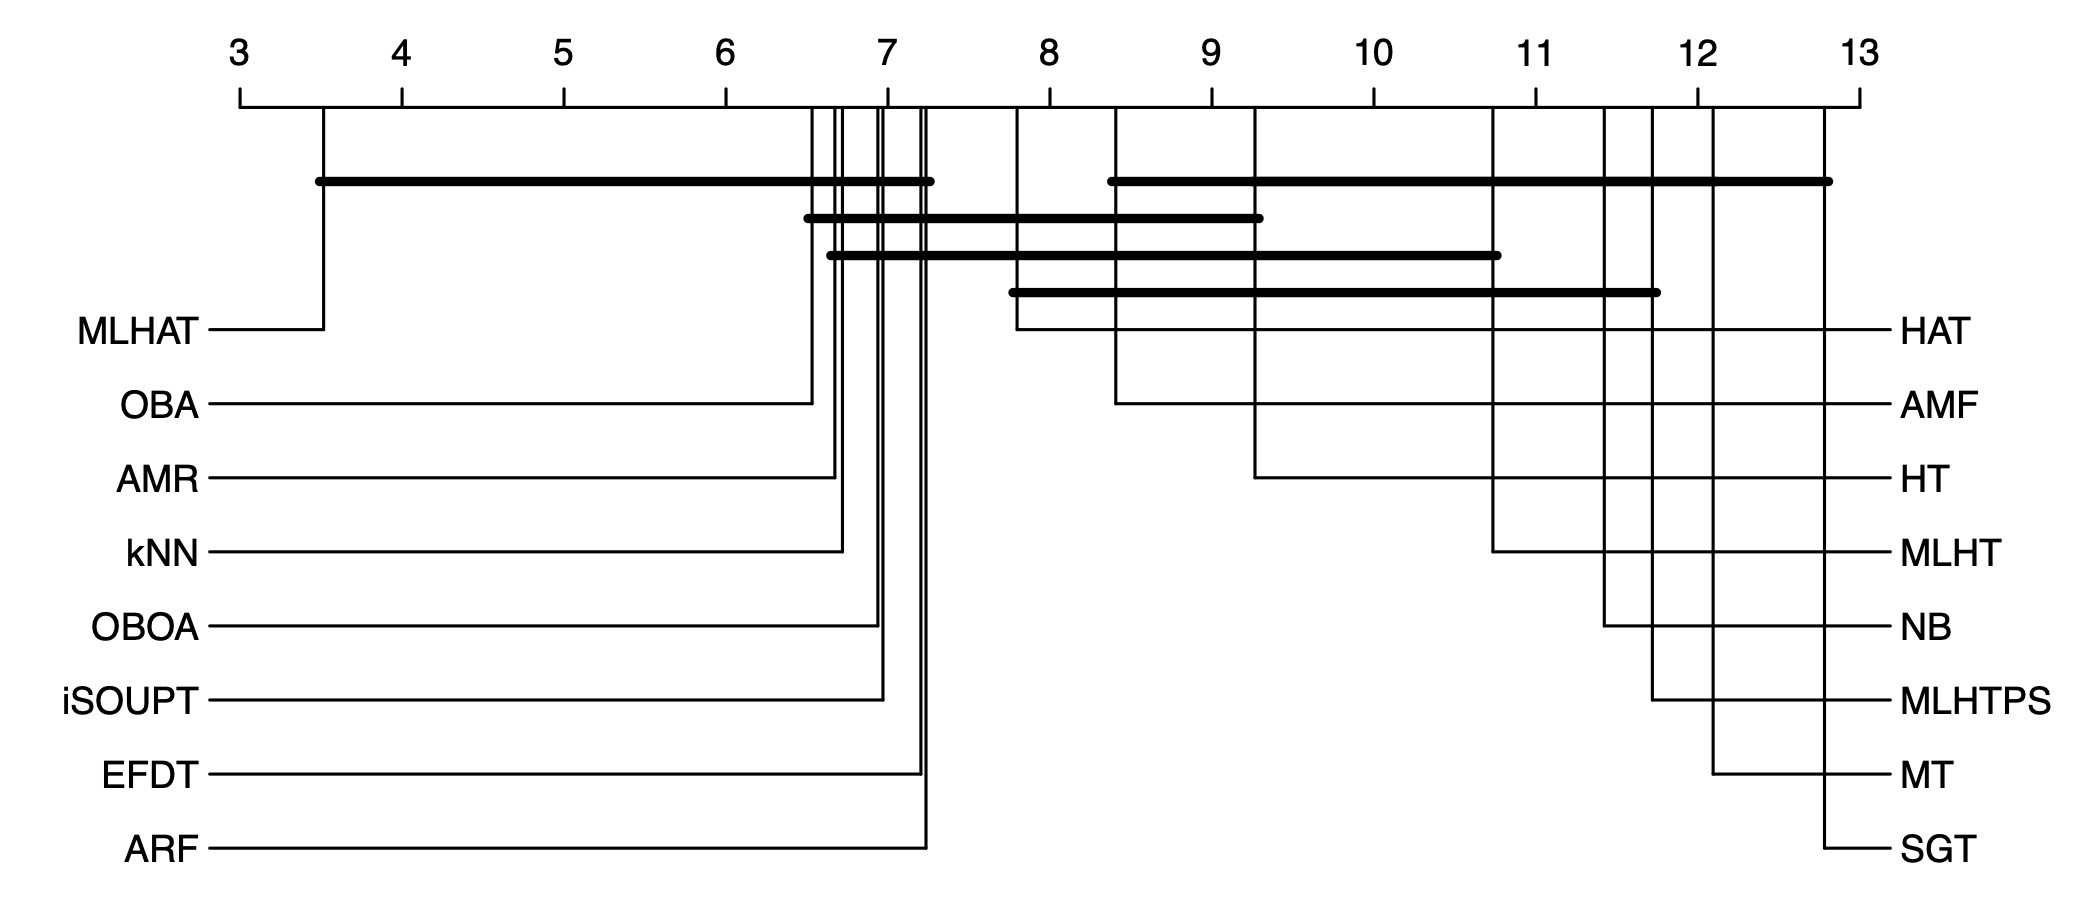 3 4 5 6 7 8 9 10 11 12 13
MLHAT HAT
OBA AMF
AMR HT
kNN MLHT
OBOA NB
iSOUPT MLHTPS
EFDT MT
ARF SGT